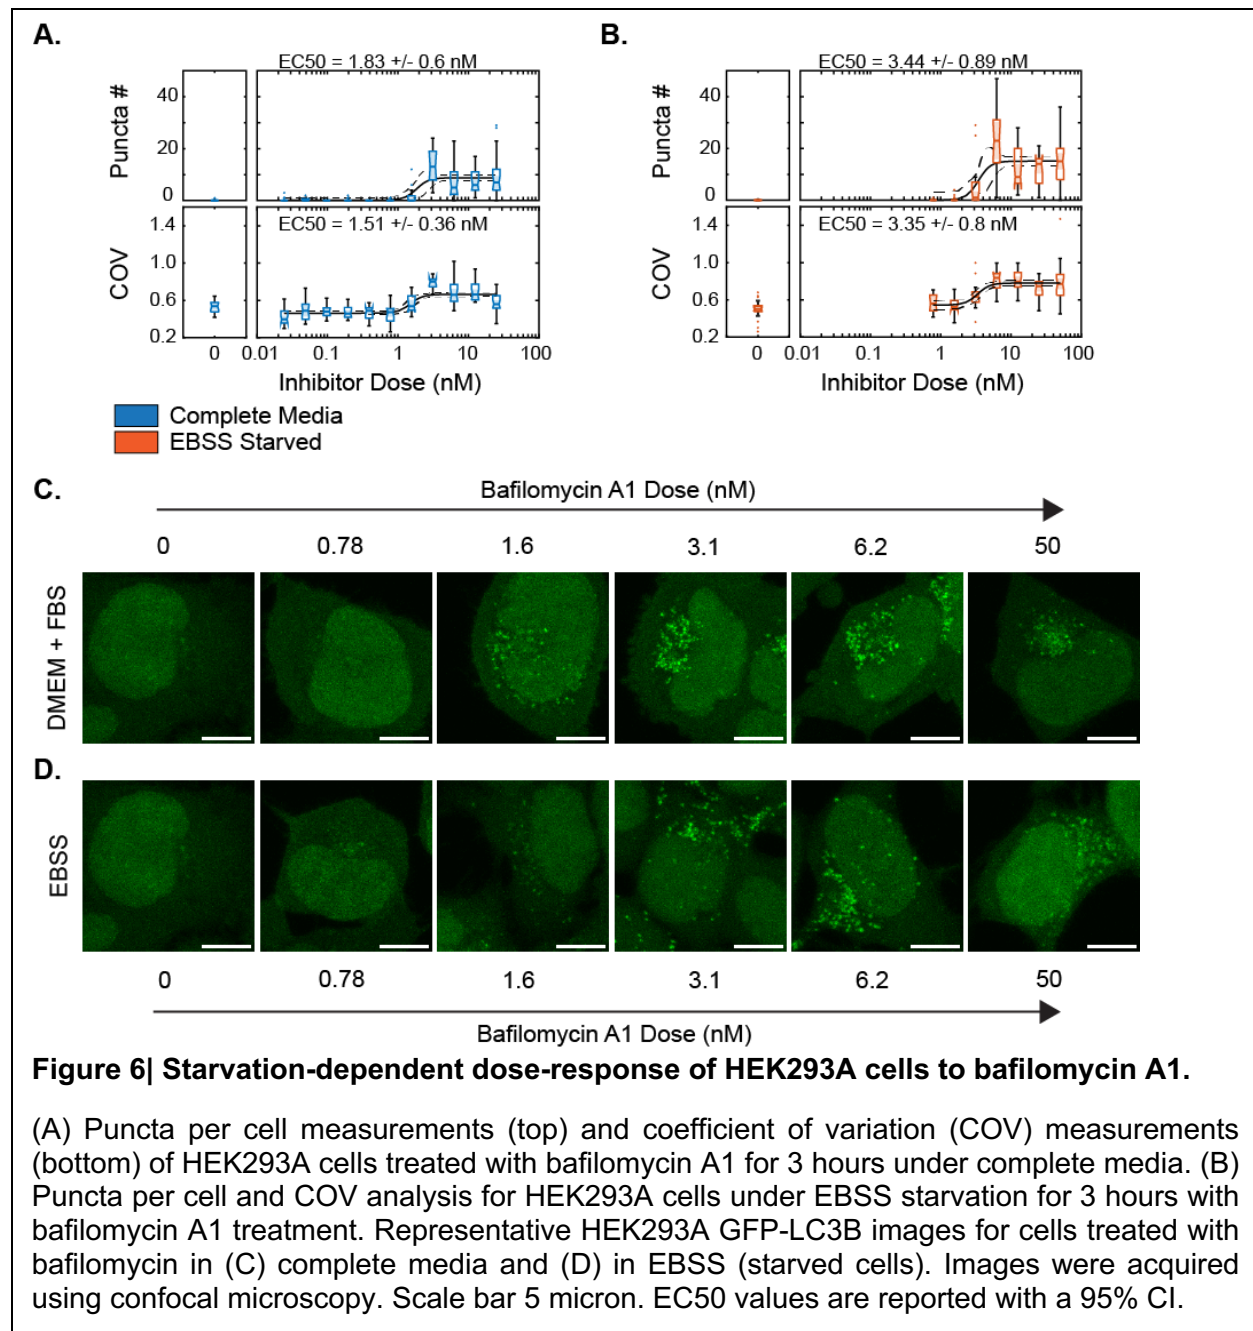 A.
EC50 = 1.83 +/- 0.6 nM
Puncta #
40
20
0
EC50 = 1.51 +/- 0.36 nM
COV
1.4
1.0
0.6
0.2
0 0.01 0.1 1 10 100
Inhibitor Dose (nM)
B.
EC50 = 3.44 +/- 0.89 nM
Puncta #
40
20
0
EC50 = 3.35 +/- 0.8 nM
COV
1.4
1.0
0.6
0.2
0 0.01 0.1 1 10 100
Inhibitor Dose (nM)
Complete Media
EBSS Starved
C.
Bafilomycin A1 Dose (nM)
0 0.78 1.6 3.1 6.2 50
DMEM + FBS
D.
EBSS
0 0.78 1.6 3.1 6.2 50
Bafilomycin A1 Dose (nM)
Figure 6| Starvation-dependent dose-response of HEK293A cells to bafilomycin A1.
(A) Puncta per cell measurements (top) and coefficient of variation (COV) measurements
(bottom) of HEK293A cells treated with bafilomycin A1 for 3 hours under complete media. (B)
Puncta per cell and COV analysis for HEK293A cells under EBSS starvation for 3 hours with
bafilomycin A1 treatment. Representative HEK293A GFP-LC3B images for cells treated with
bafilomycin in (C) complete media and (D) in EBSS (starved cells). Images were acquired
using confocal microscopy. Scale bar 5 micron. EC50 values are reported with a 95% CI.